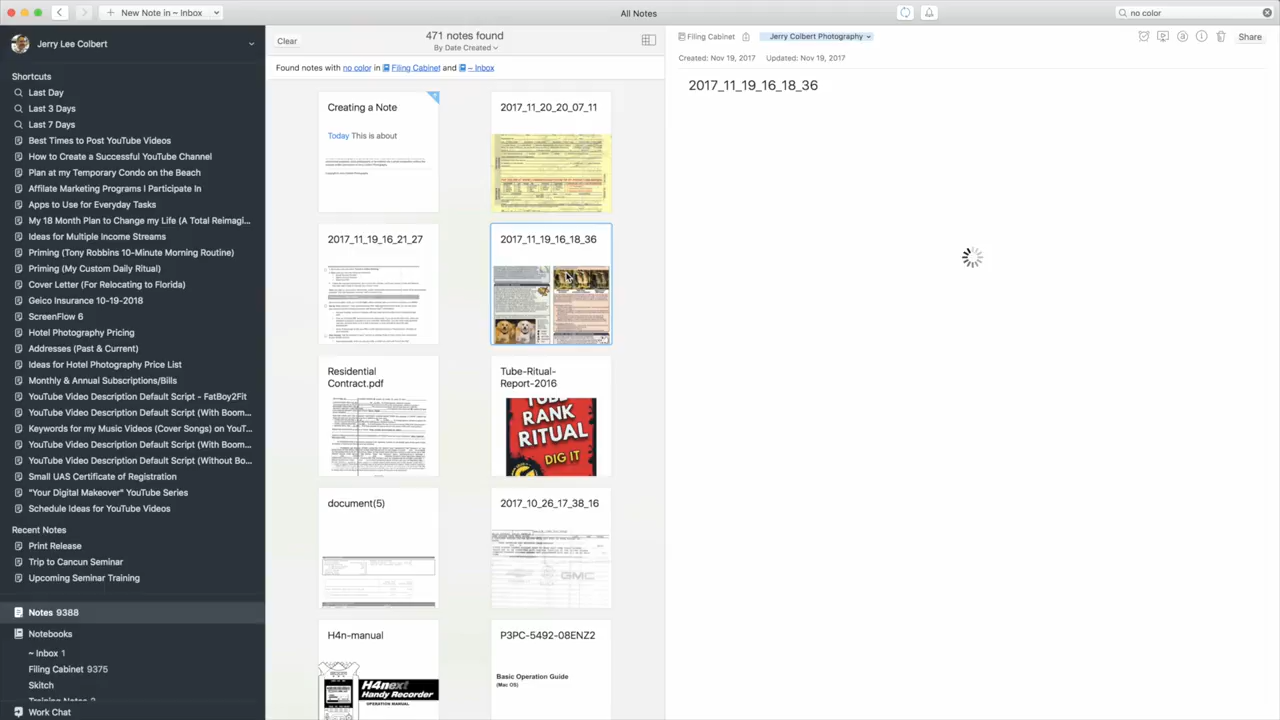 New Note in ~ Inbox
All Notes
no color
Jerry Lee Colbert
Shortcuts
Last Day
Last 3 Days
Last 7 Days
Best Times to Post YouTube Videos
How to Create a Successful YouTube Channel
Plan at my Temporary Condo on the Beach
Affilate Marketing Programs I Participate In
Apps to Use for Everyday Tasks
My 18 Month Plan to Change my Life (A Total Reimagi...
Ideas for Multiple Income Streams
Priming (Tony Robbins 10-Minute Morning Routine)
Priming (My Custom Daily Ritual)
Cover Letter (For Relocating to Florida)
Geico Insurance 10-19-2018
ScreenFlow 6
Hotel Photography Pricing
Addresses (Past & Current)
Ideas for Hotel Photography Price List
Monthly & Annual Subscriptions/Bills
YouTube Video Description Default Script - FatBoy2Fit
YouTube Video Description Default Script (With Boom...
Keywords for my Music Videos (Cover Songs) on YouT...
YouTube Video Description Default Script (With Boom...
YouTube Video Description Default Script (Without Bo...
Small UAS Certificate of Registration
"Your Digital Makeover" YouTube Series
Schedule Ideas for YouTube Videos
Recent Notes
Print Release
Trip to Cancun Seminar
Upcoming Seminar Training
Notes 9388
Notebooks
~ Inbox 1
Filing Cabinet 9375
Skitch
Training Notes 2
Work Chat
Clear
471 notes found
By Date Created
Found notes with no color in Filing Cabinet and ~ Inbox
Creating a Note
Today This is about
2017_11_20_20_07_11
2017_11_19_16_21_27
2017_11_19_16_18_36
Residential
Contract.pdf
Tube-Ritual-
Report-2016
TUBE
RANK
RITUAL
DIG IT
document(5)
2017_10_26_17_38_16
GMC
H4n-manual
H4next
Handy Recorder
OPERATION MANUAL
P3PC-5492-08ENZ2
Basic Operation Guide
(Mac OS)
Filing Cabinet
Jerry Colbert Photography
Share
Created: Nov 19, 2017 Updated: Nov 19, 2017
2017_11_19_16_18_36